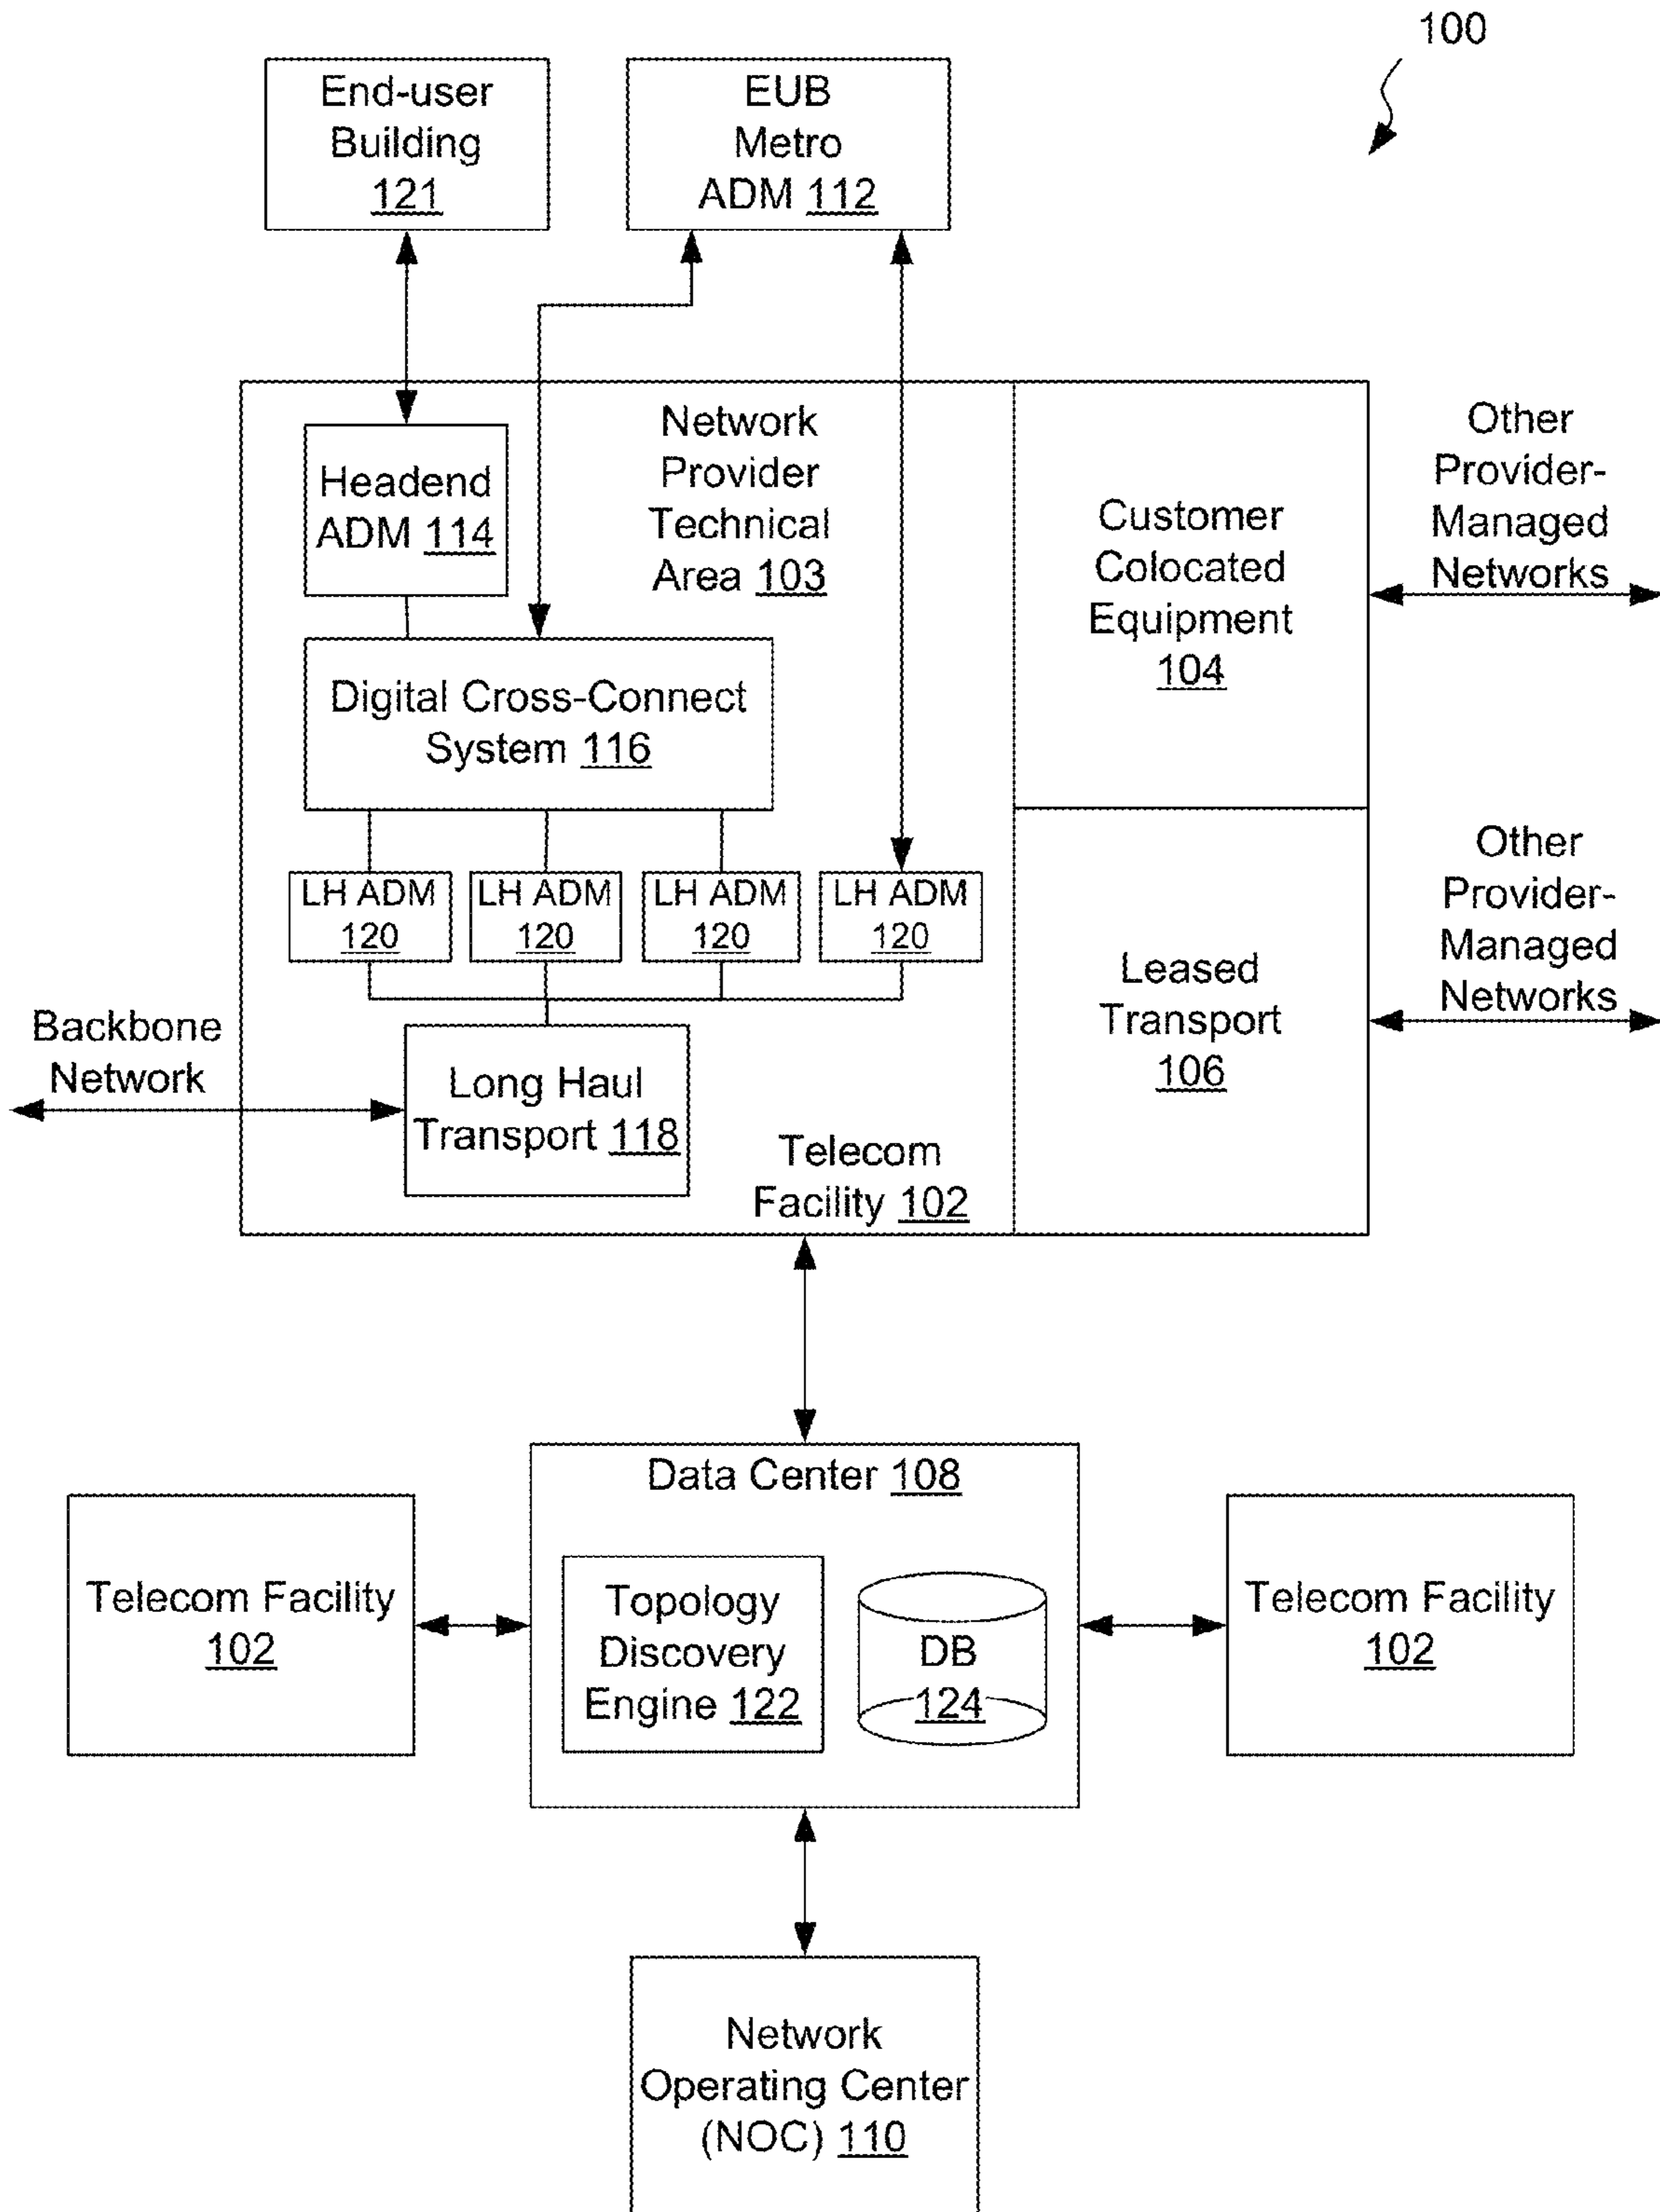 100
End-user
Building
121
EUB
Metro
ADM 112
Network
Provider
Technical
Area 103
Headend
ADM 114
Customer
Colocated
Equipment
104
Other
Provider-
Managed
Networks
Digital Cross-Connect
System 116
LH ADM
120
LH ADM
120
LH ADM
120
LH ADM
120
Leased
Transport
106
Other
Provider-
Managed
Networks
Backbone
Network
Long Haul
Transport 118
Telecom
Facility 102
Data Center 108
Telecom Facility
102
Topology
Discovery
Engine 122
DB
124
Telecom Facility
102
Network
Operating Center
(NOC) 110